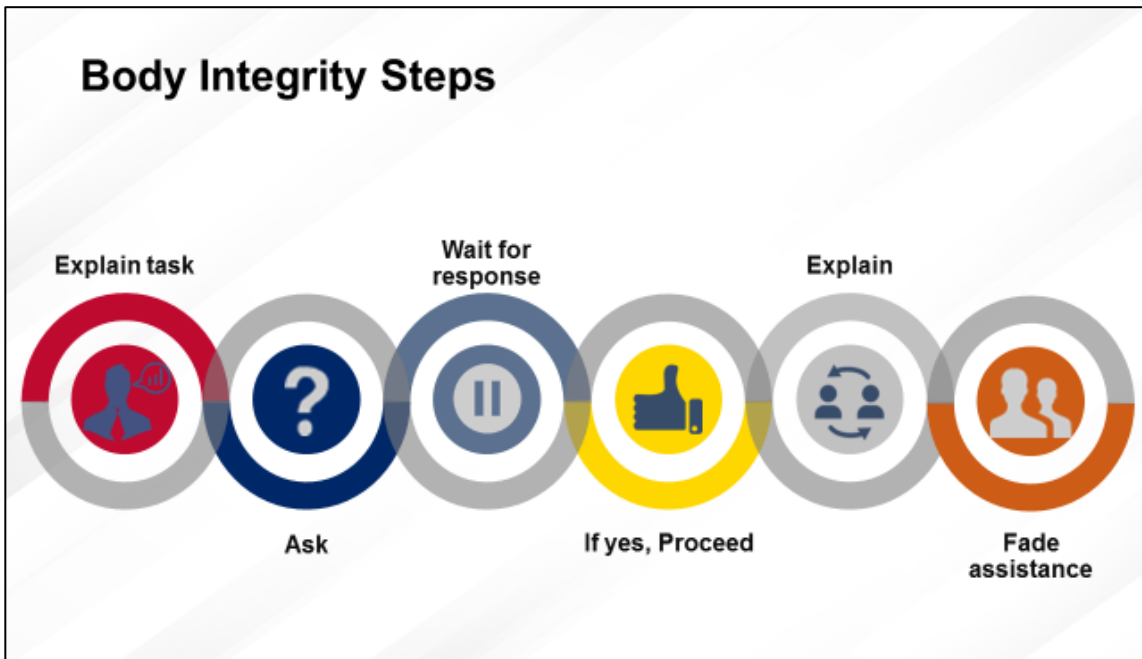 Body Integrity Steps
Explain task
Ask
Wait for
response
If yes, Proceed
Explain
Fade
assistance